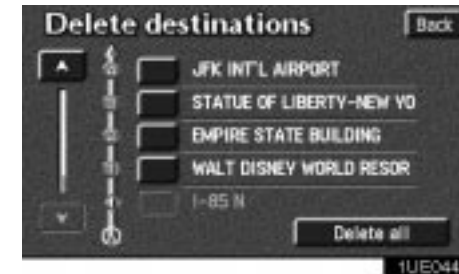 Delete destinations
Back
JFK INT'L AIRPORT
STATUE OF LIBERTY-NEW YO
EMPIRE STATE BUILDING
WALT DISNEY WORLD RESOR
I-85 N
Delete all
1UE044